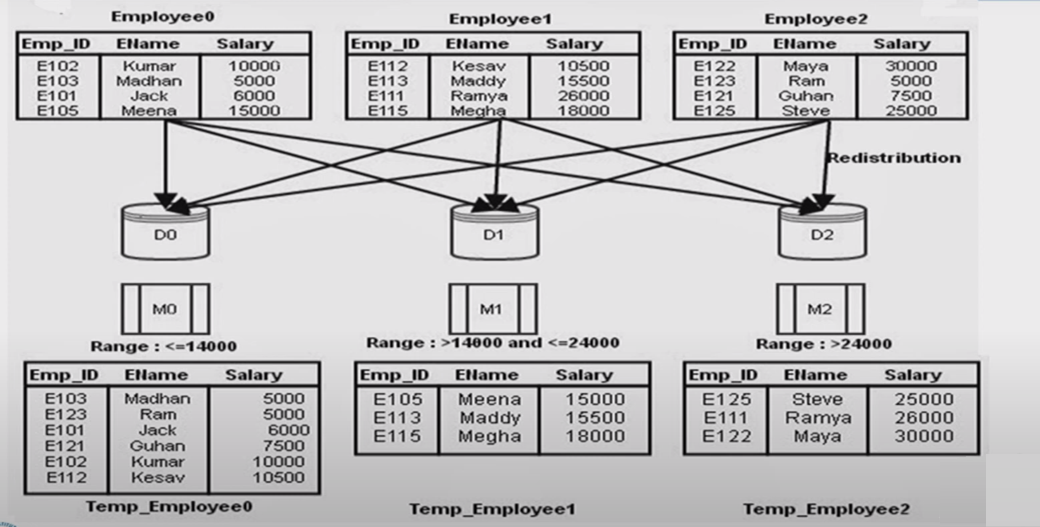 Employee0 Employee1 Employee2
Emp_ID EName Salary Emp_ID EName Salary Emp_ID EName Salary
E102 Kumar 10000 E112 Kesav 10500 E122 Maya 30000
E103 Madhan 5000 E113 Maddy 15500 E123 Ram 5000
E101 Jack 6000 E111 Ramya 26000 E121 Guhan 7500
E105 Meena 15000 E115 Megha 18000 E125 Steve 25000
Redistribution
D0 D1 D2
M0 M1 M2
Range : <=14000 Range : >14000 and <=24000 Range : >24000
Emp_ID EName Salary Emp_ID EName Salary Emp_ID EName Salary
E103 Madhan 5000 E105 Meena 15000 E125 Steve 25000
E123 Ram 5000 E113 Maddy 15500 E111 Ramya 26000
E101 Jack 6000 E115 Megha 18000 E122 Maya 30000
E121 Guhan 7500
E102 Kumar 10000
E112 Kesav 10500
Temp_Employee0 Temp_Employee1 Temp_Employee2